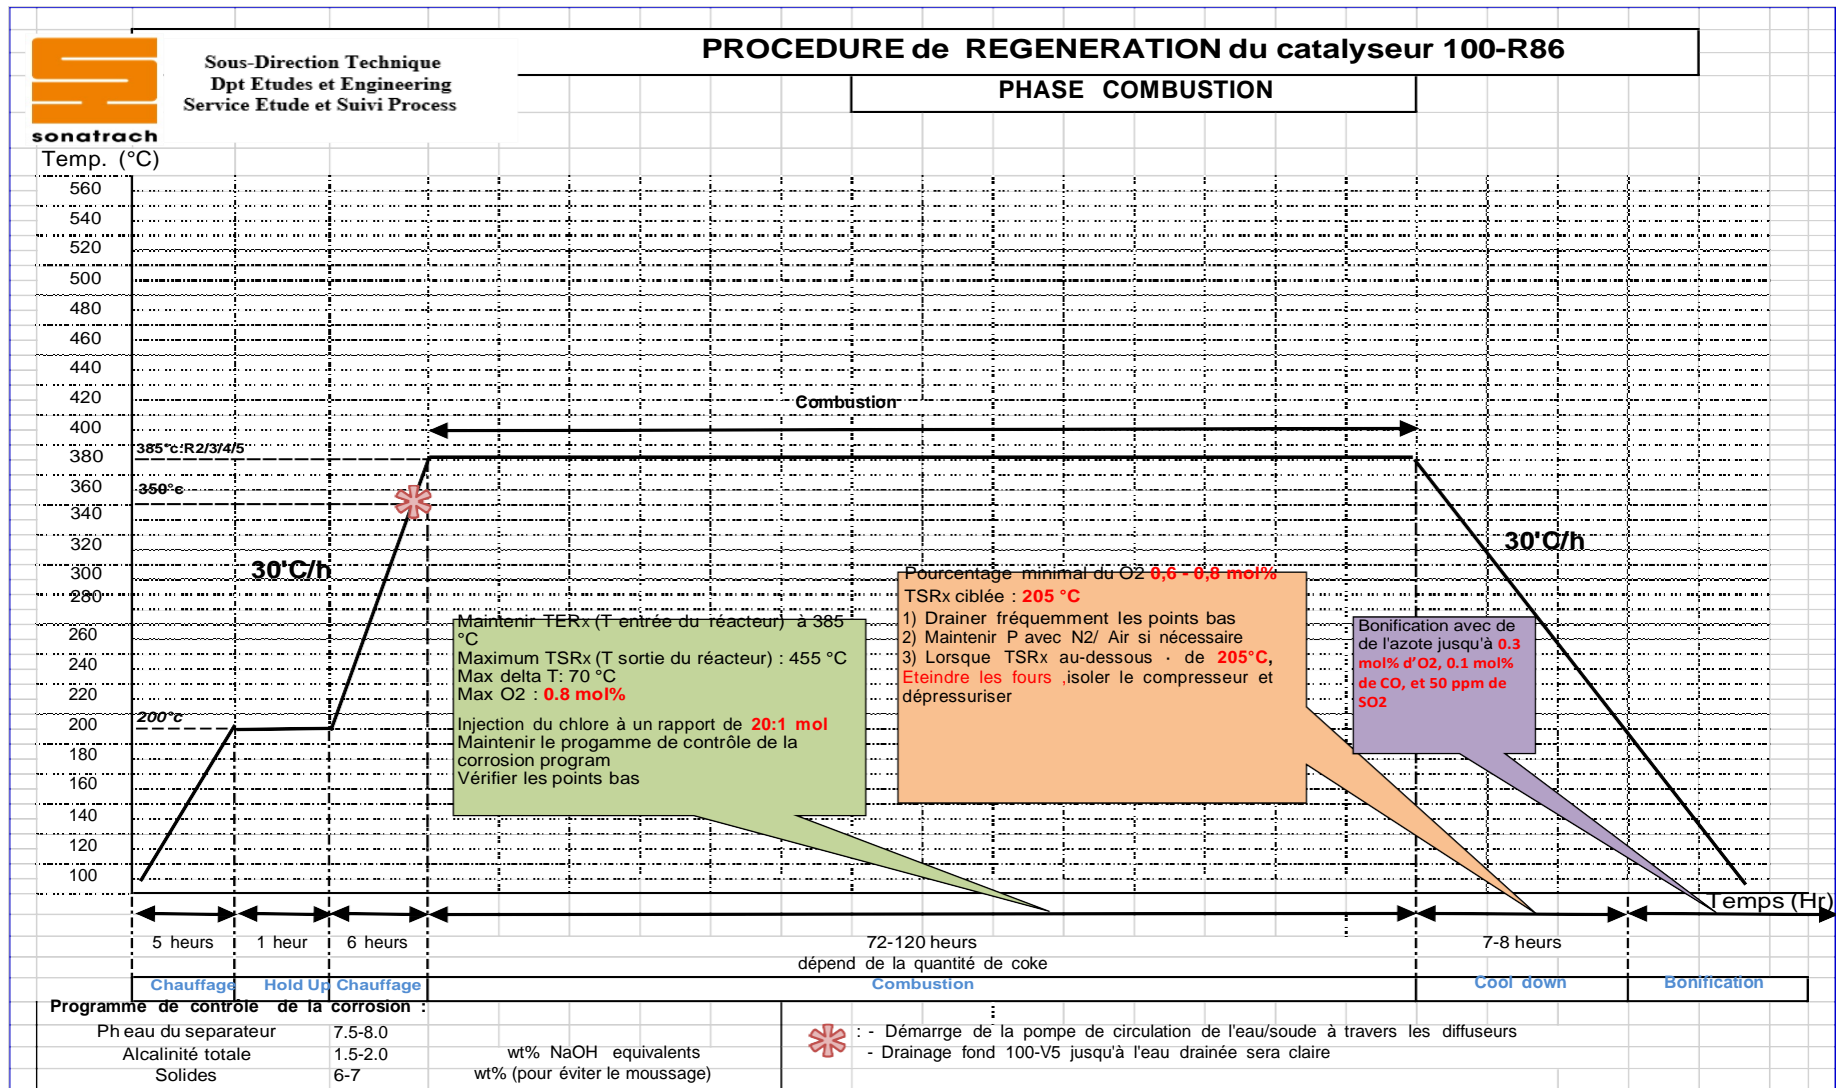 PROCEDURE de REGENERATION du catalyseur 100-R86
PHASE COMBUSTION
Sous-Direction Technique
Dpt Etudes et Engineering
Service Etude et Suivi Process
sonatrach
Temp. (°C)
560
540
520
500
480
460
440
420
400
380
360
340
320
300
280
260
240
220
200
180
160
140
120
100
Combustion
385°c:R2/3/4/5
350°c
200°c
30'C/h
30'C/h
Maintenir TERx (T entrée du réacteur) à 385
°C
Maximum TSRx (T sortie du réacteur) : 455 °C
Max delta T: 70 °C
Max O2 : 0.8 mol%
Injection du chlore à un rapport de 20:1 mol
Maintenir le progamme de contrôle de la
corrosion program
Vérifier les points bas
Pourcentage minimal du O2 0,6 - 0,8 mol%
TSRx ciblée : 205 °C
1) Drainer fréquemment les points bas
2) Maintenir P avec N2/ Air si nécessaire
3) Lorsque TSRx au-dessous · de 205°C,
Eteindre les fours ,isoler le compresseur et
dépressuriser
Bonification avec de
de l'azote jusqu'à 0.3
mol% d'O2, 0.1 mol%
de CO, et 50 ppm de
SO2
Temps (Hr)
5 heurs 1 heur 6 heurs 72-120 heurs 7-8 heurs
dépend de la quantité de coke
Chauffage Hold Up Chauffage Combustion Cool down Bonification
Programme de contrôle de la corrosion :
Ph eau du separateur 7.5-8.0
Alcalinité totale 1.5-2.0 wt% NaOH equivalents
Solides 6-7 wt% (pour éviter le moussage)
: - Démarrge de la pompe de circulation de l'eau/soude à travers les diffuseurs
- Drainage fond 100-V5 jusqu'à l'eau drainée sera claire